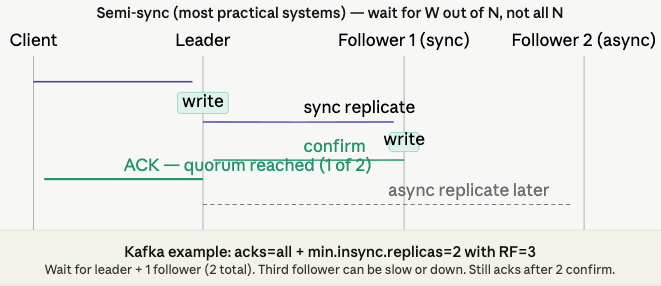 Semi-sync (most practical systems) — wait for W out of N, not all N
Client
Leader
Follower 1 (sync)
Follower 2 (async)
write
sync replicate
write
confirm
ACK — quorum reached (1 of 2)
async replicate later
Kafka example: acks=all + min.insync.replicas=2 with RF=3
Wait for leader + 1 follower (2 total). Third follower can be slow or down. Still acks after 2 confirm.